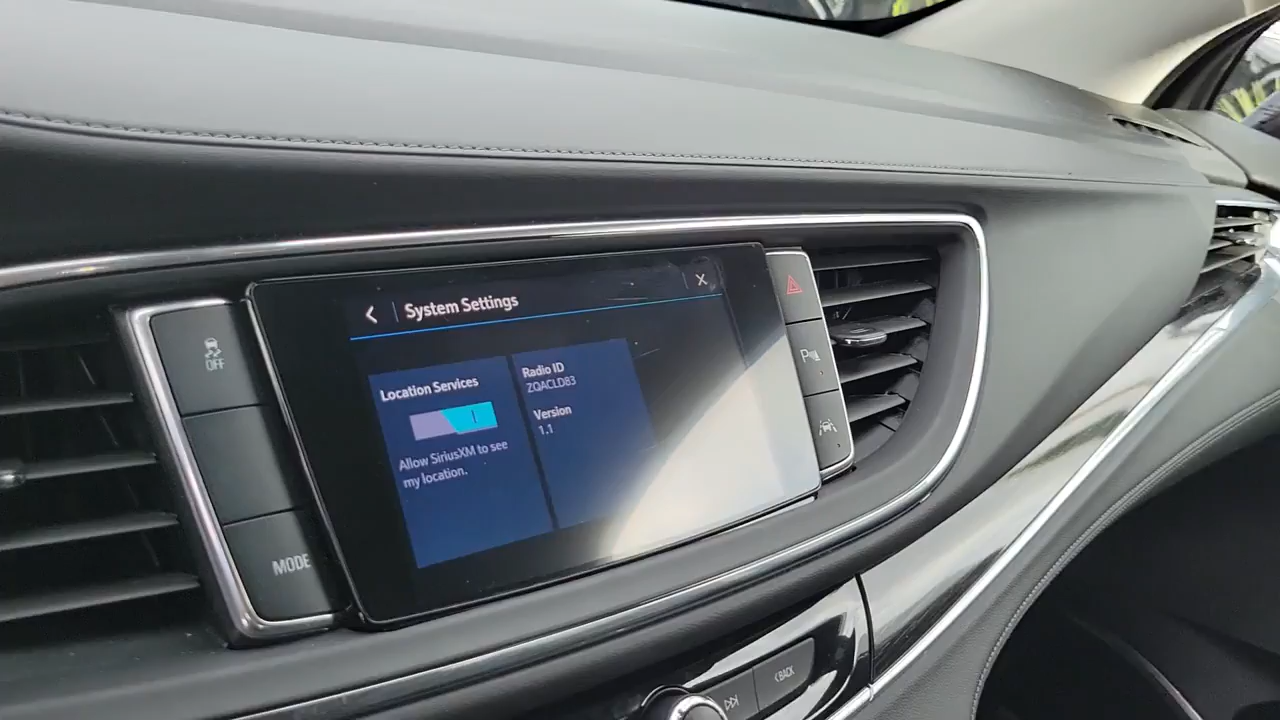 System Settings
X
OFF
Location Services
Allow SiriusXM to see
my location.
Radio ID
ZQACLD83
Version
1.1
MODE
BACK